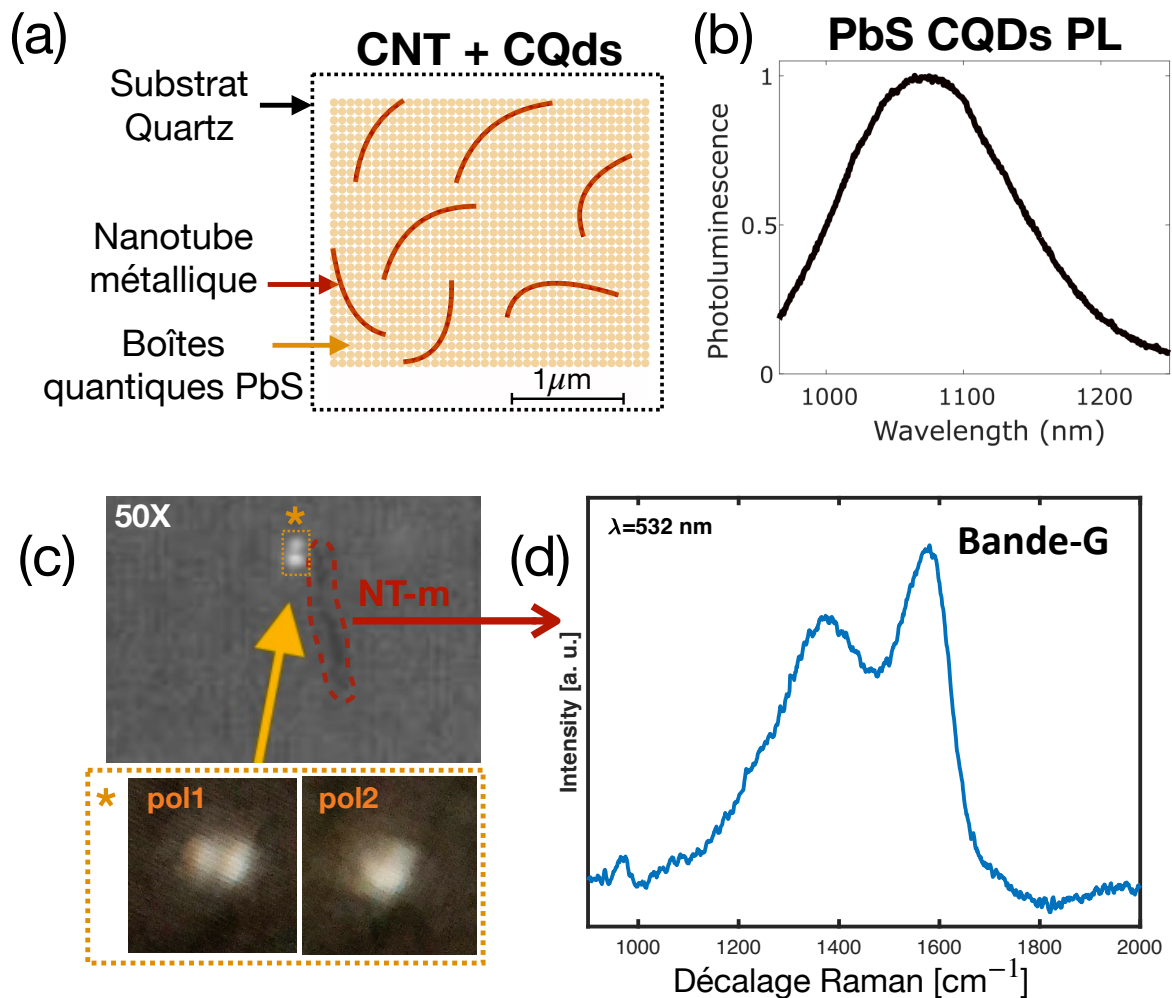 (a)
CNT + CQds
Substrat
Quartz
Nanotube
métallique
Boîtes
quantiques PbS
1μm
(b)
PbS CQDs PL
Photoluminescence
1
0.5
0
1000 1100 1200
Wavelength (nm)
(c)
50X
*
NT-m
*
pol1
pol2
(d)
λ=532 nm
Bande-G
Intensity [a. u.]
1000 1200 1400 1600 1800 2000
Décalage Raman [cm⁻¹]